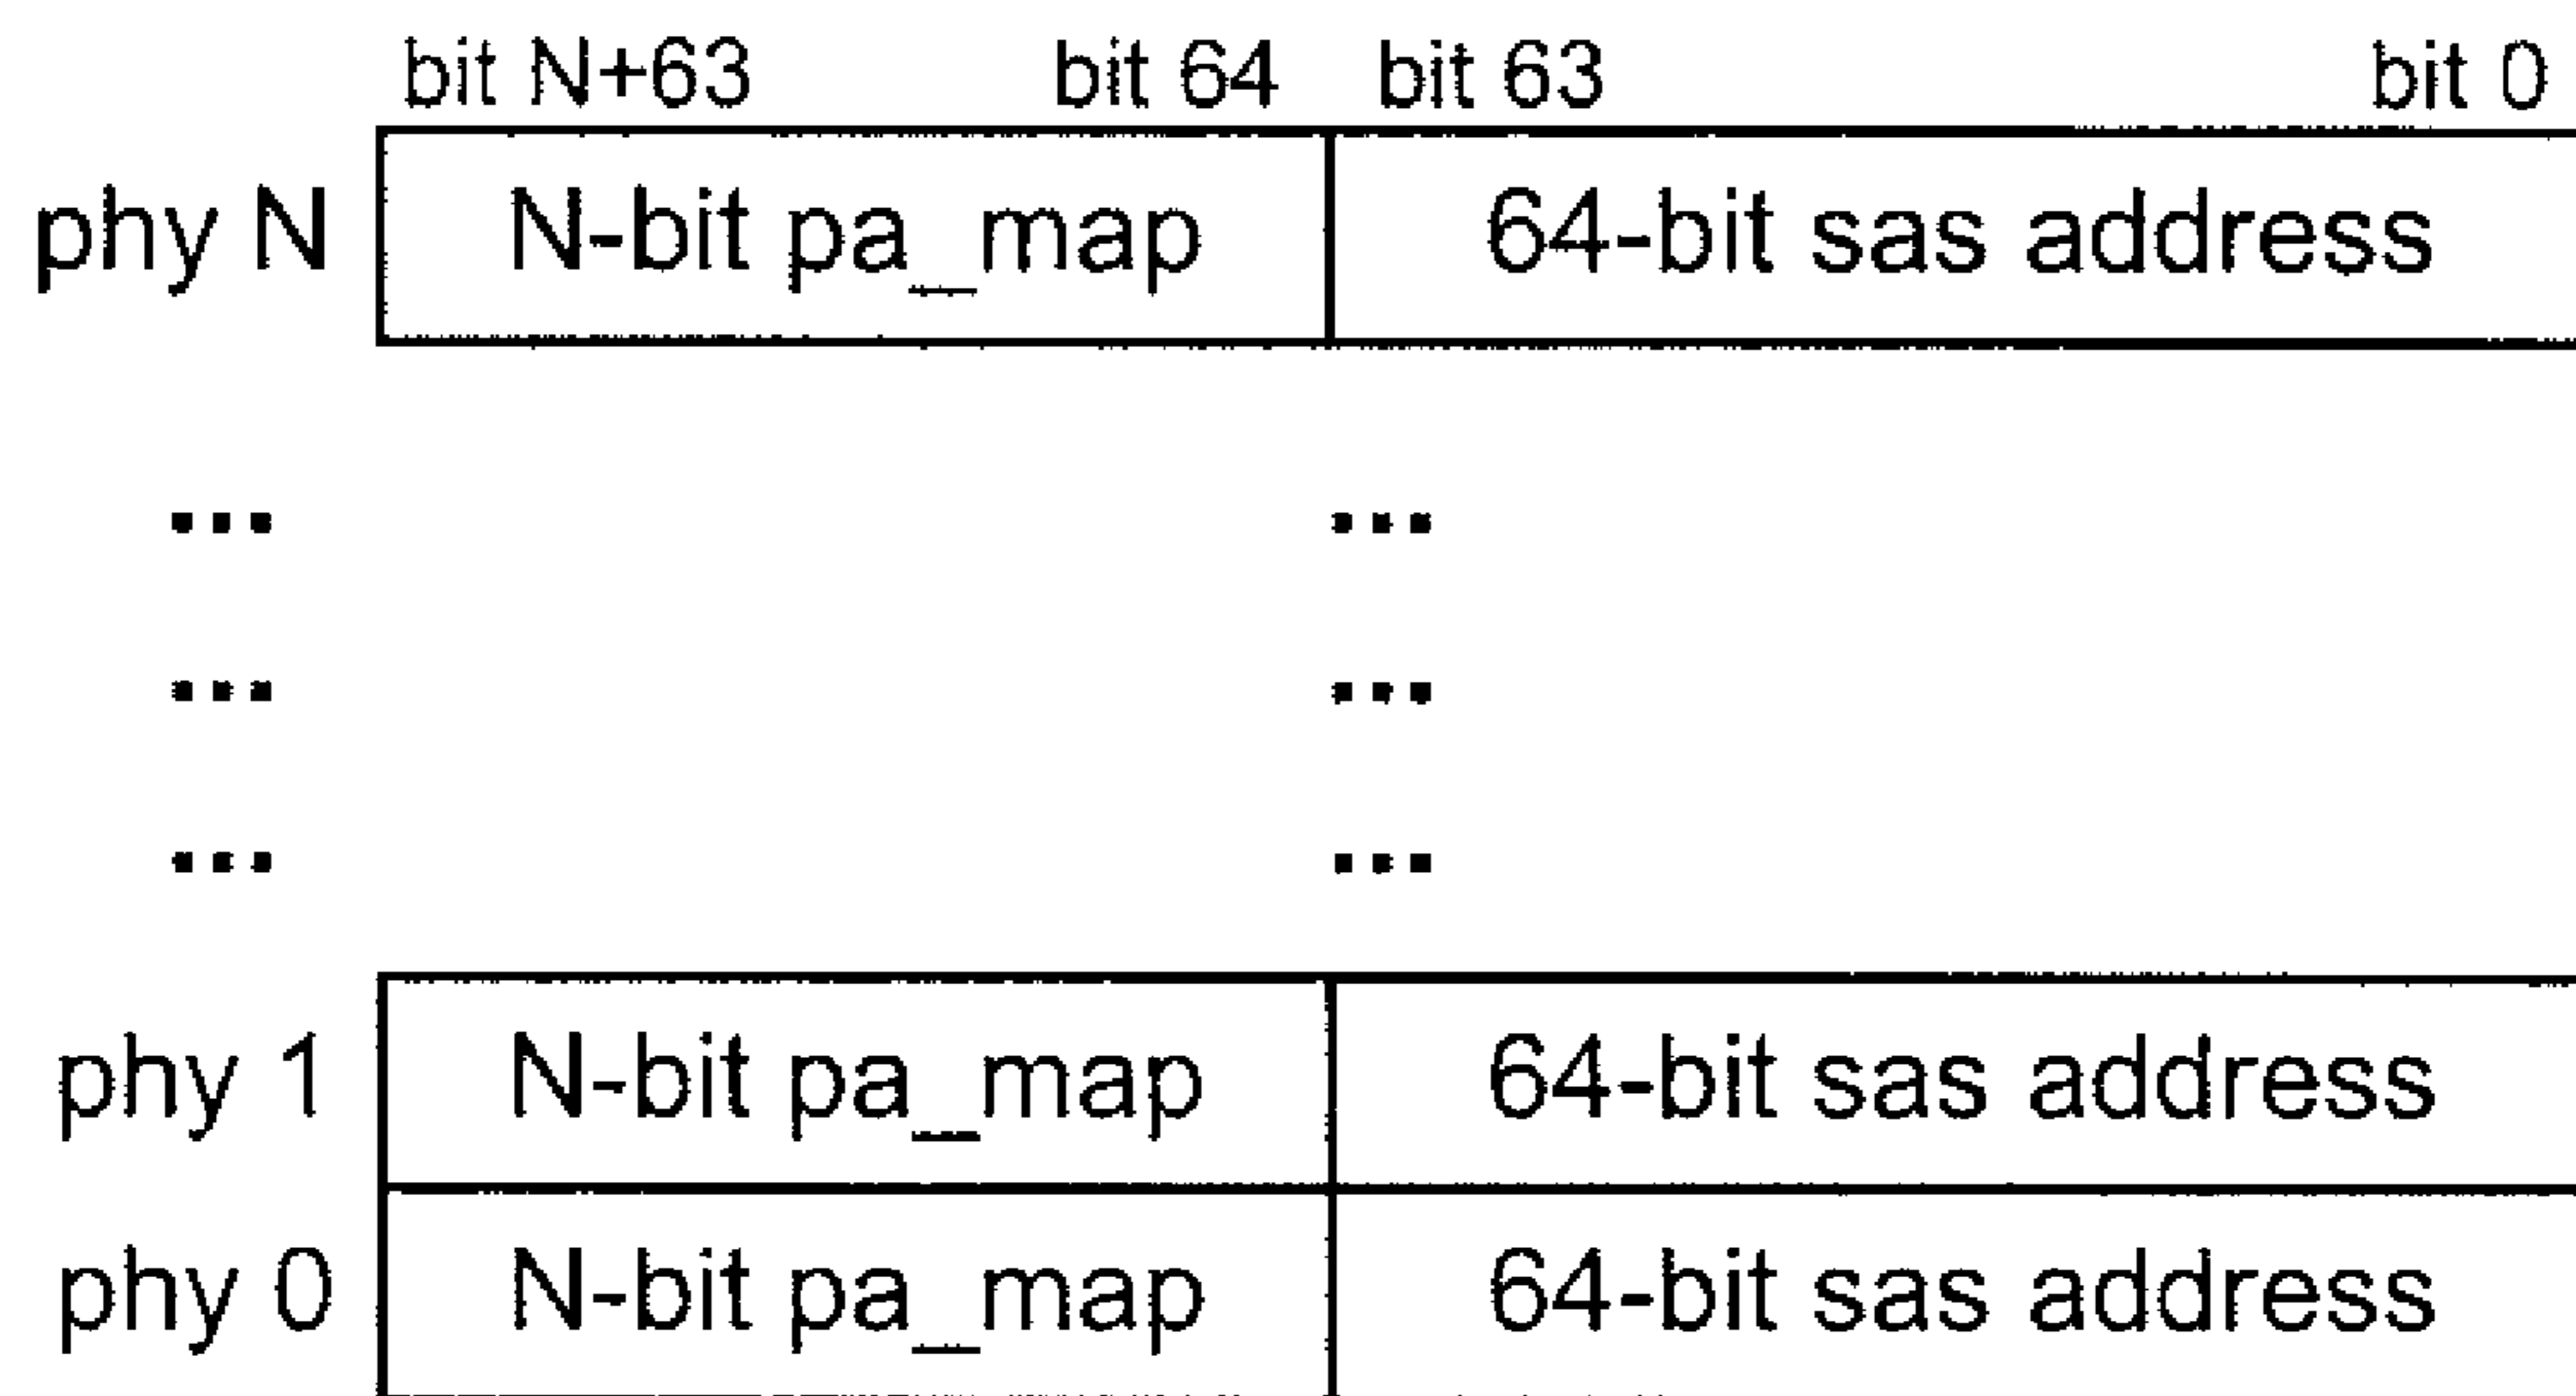 bit N+63 bit 64 bit 63 bit 0
phy N N-bit pa_map 64-bit sas address
... ...
... ...
... ...
phy 1 N-bit pa_map 64-bit sas address
phy 0 N-bit pa_map 64-bit sas address